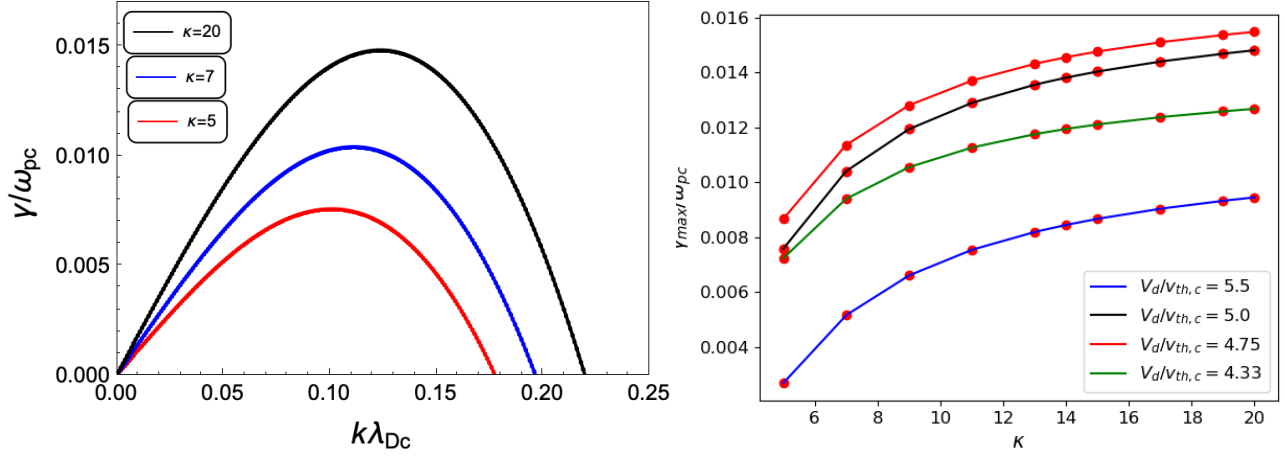 0.015
0.010
0.005
0.000
γ/ω_pc
κ=20
κ=7
κ=5
0.00 0.05 0.10 0.15 0.20 0.25
kλ_Dc
0.016
0.014
0.012
0.010
0.008
0.006
0.004
γ_max/ω_pc
V_d/v_th,c = 5.5
V_d/v_th,c = 5.0
V_d/v_th,c = 4.75
V_d/v_th,c = 4.33
6 8 10 12 14 16 18 20
κ